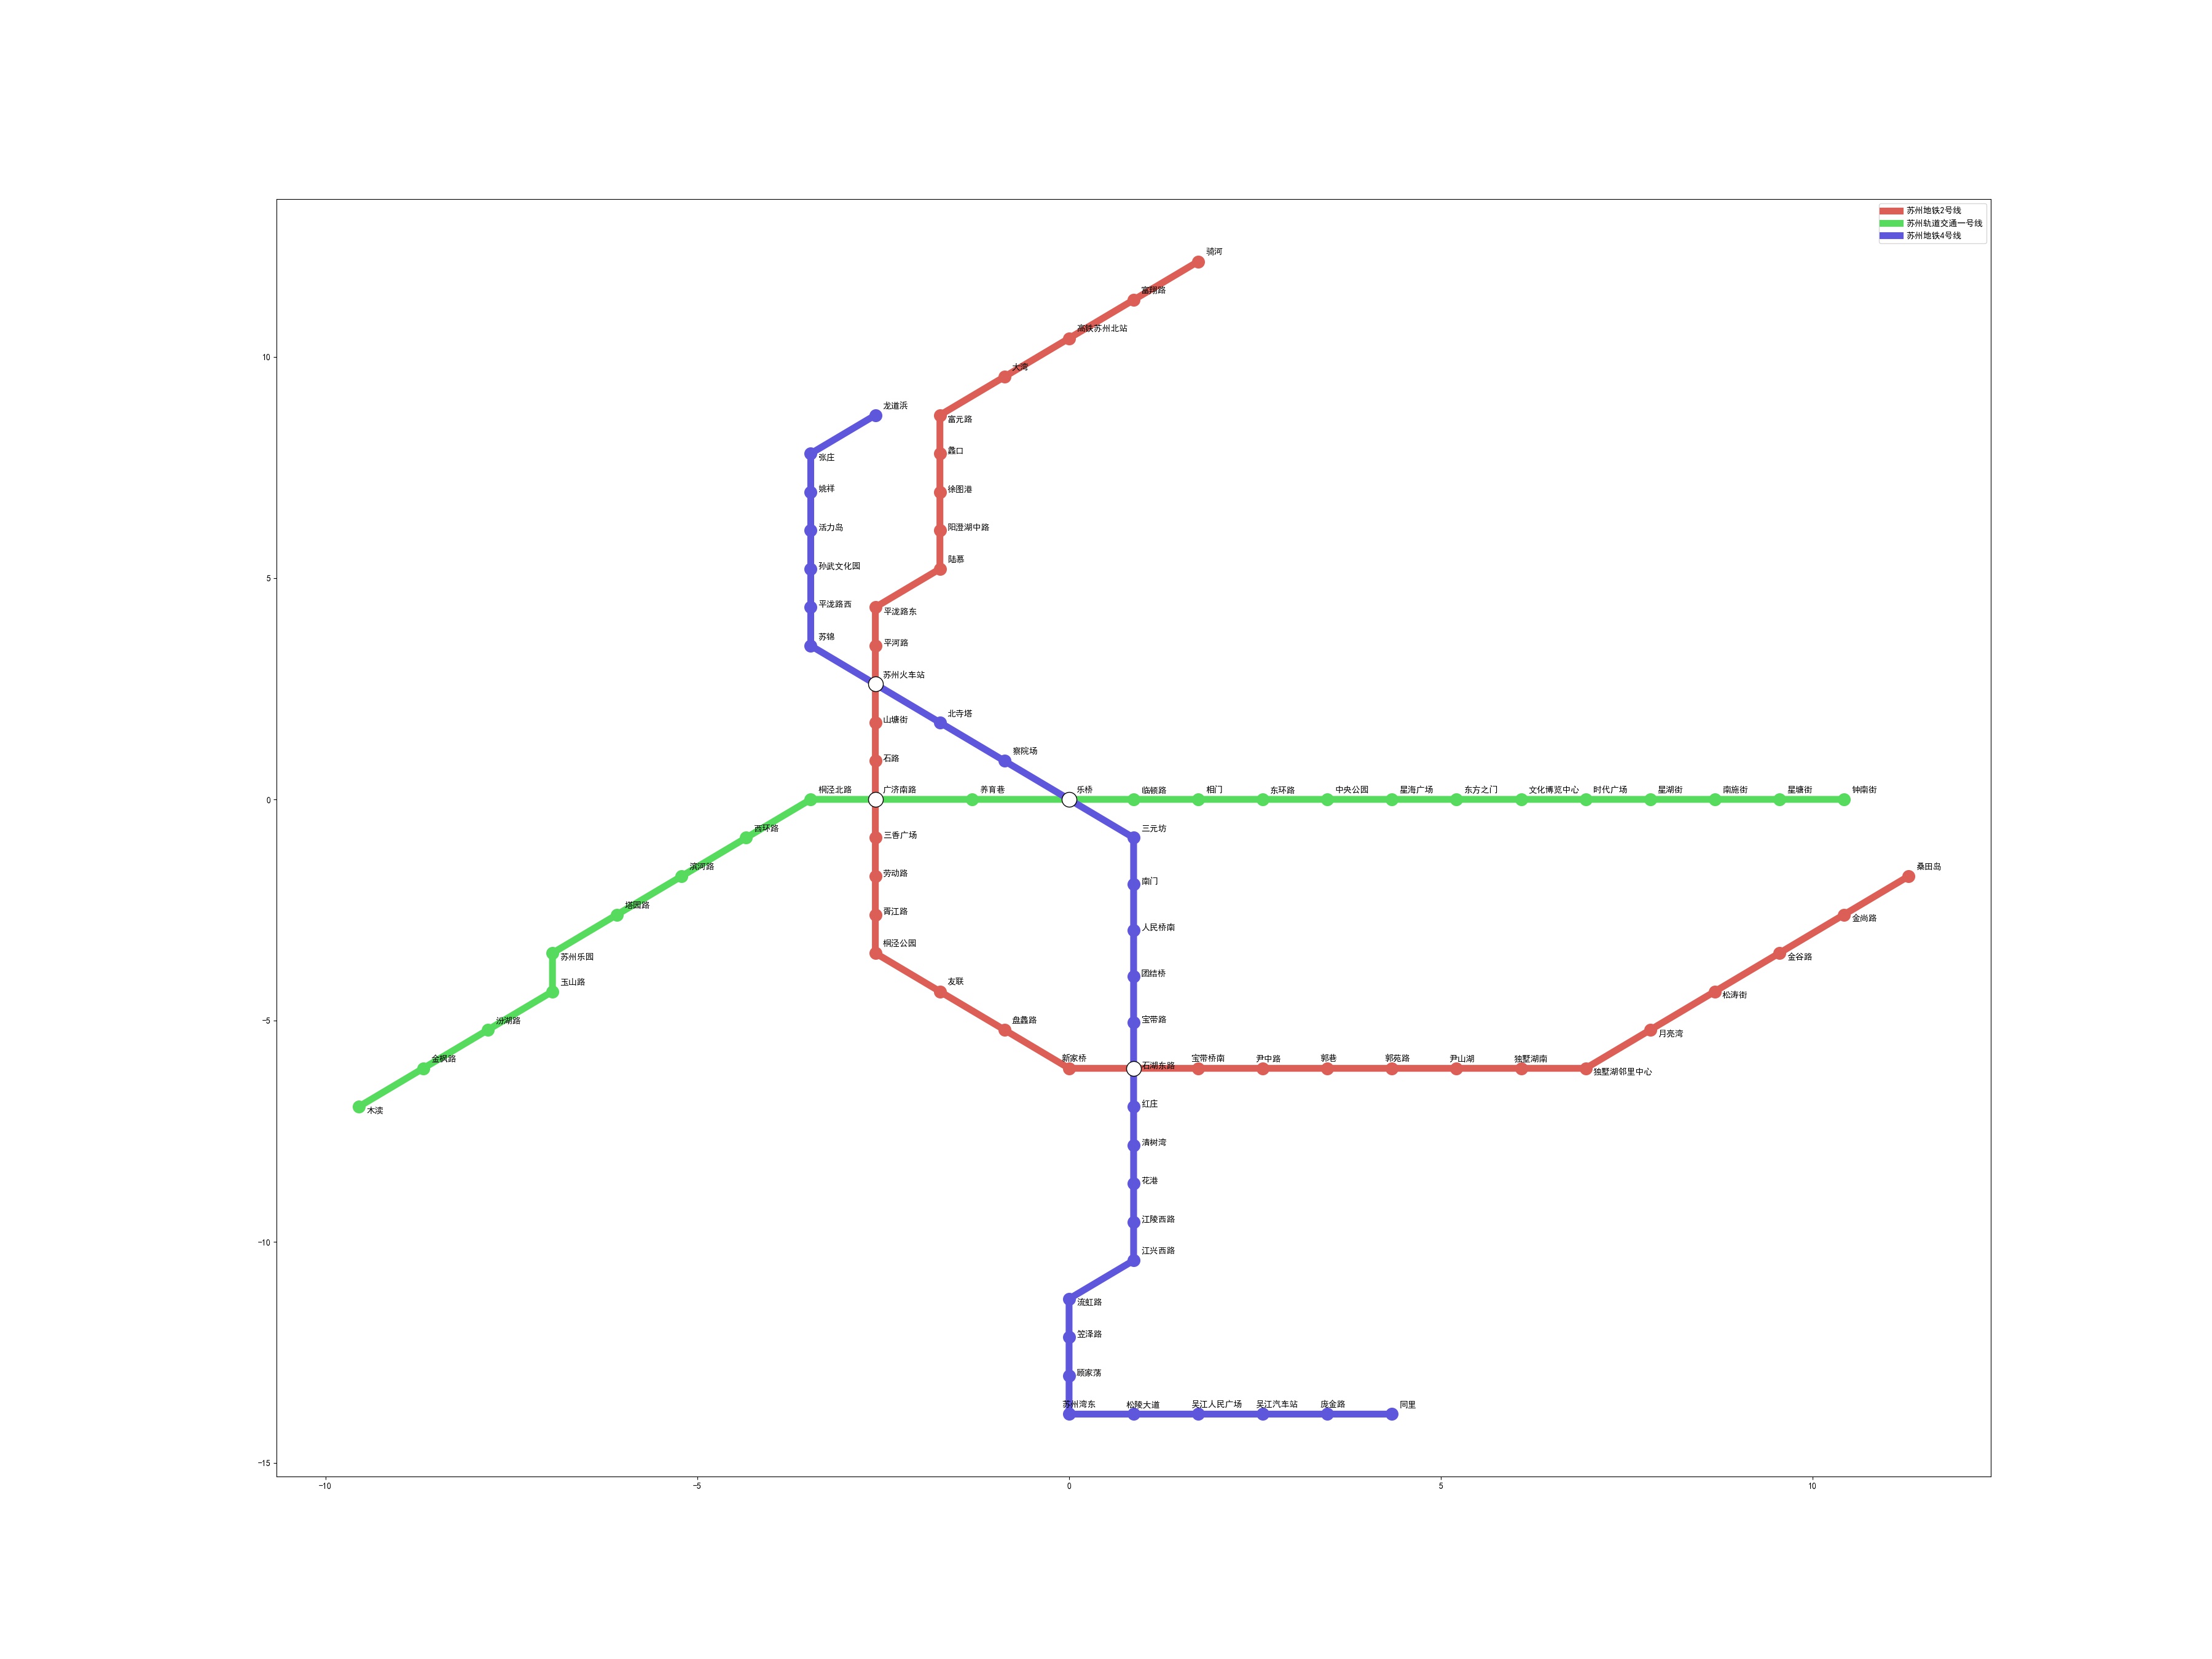 苏州地铁2号线
苏州轨道交通一号线
苏州地铁4号线
骑河
富翔路
高铁苏州北站
大湾
龙道浜
富元路
蠡口
张庄
姚祥
徐图港
活力岛
阳澄湖中路
陆慕
孙武文化园
平泷路西
平泷路东
苏锦
平河路
苏州火车站
北寺塔
山塘街
察院场
石路
桐泾北路
广济南路
养育巷
乐桥
临顿路
相门
东环路
中央公园
星海广场
东方之门
文化博览中心
时代广场
星湖街
南施街
星塘街
钟南街
西环路
三香广场
三元坊
滨河路
劳动路
南门
桑田岛
塔园路
胥江路
人民桥南
金尚路
苏州乐园
桐泾公园
团结桥
金谷路
玉山路
友联
松涛街
汾湖路
盘蠡路
宝带路
月亮湾
金枫路
新家桥
石湖东路
宝带桥南
尹中路
郭巷
郭苑路
尹山湖
独墅湖南
独墅湖邻里中心
木渎
红庄
清树湾
花港
江陵西路
江兴西路
流虹路
笠泽路
顾家荡
苏州湾东
松陵大道
吴江人民广场
吴江汽车站
庞金路
同里
10
5
0
−5
−10
−15
−10
−5
0
5
10